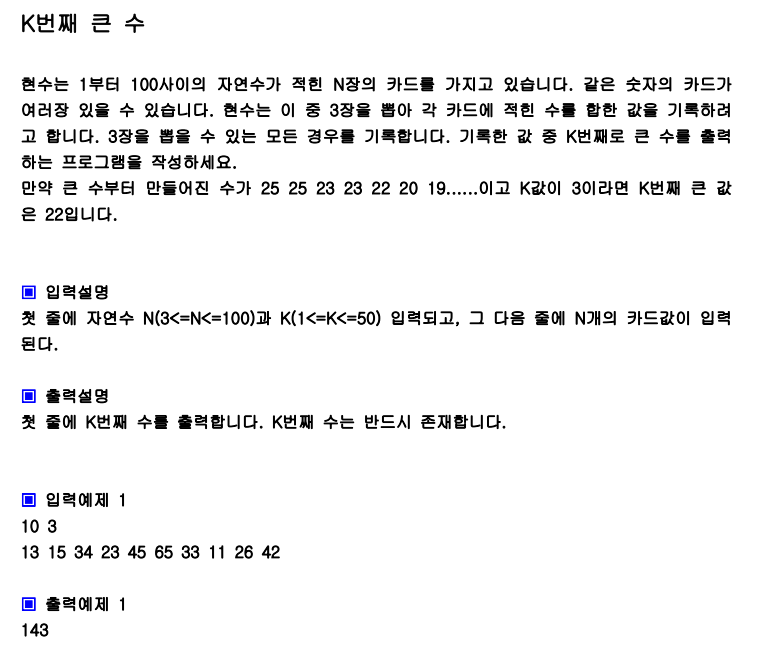 K번째 큰 수
현수는 1부터 100사이의 자연수가 적힌 N장의 카드를 가지고 있습니다. 같은 숫자의 카드가
여러장 있을 수 있습니다. 현수는 이 중 3장을 뽑아 각 카드에 적힌 수를 합한 값을 기록하려
고 합니다. 3장을 뽑을 수 있는 모든 경우를 기록합니다. 기록한 값 중 K번째로 큰 수를 출력
하는 프로그램을 작성하세요.
만약 큰 수부터 만들어진 수가 25 25 23 23 22 20 19......이고 K값이 3이라면 K번째 큰 값
은 22입니다.
▣ 입력설명
첫 줄에 자연수 N(3<=N<=100)과 K(1<=K<=50) 입력되고, 그 다음 줄에 N개의 카드값이 입력
된다.
▣ 출력설명
첫 줄에 K번째 수를 출력합니다. K번째 수는 반드시 존재합니다.
▣ 입력예제 1
10 3
13 15 34 23 45 65 33 11 26 42
▣ 출력예제 1
143